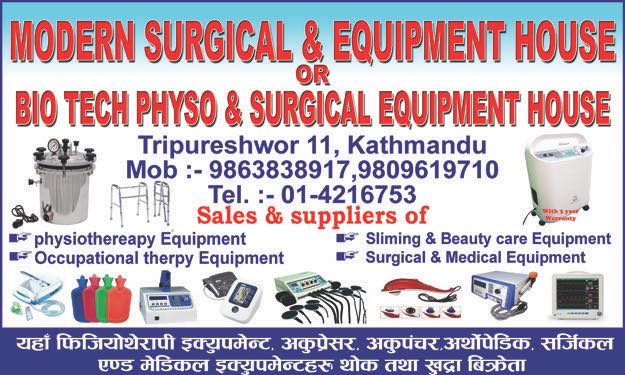 MODERN SURGICAL & EQUIPMENT HOUSE
OR
BIO TECH PHYSO & SURGICAL EQUIPMENT HOUSE
Tripureshwor 11, Kathmandu
Mob :- 9863838917,9809619710
Tel. :- 01-4216753
With 3 year
Warrenty
Sales & suppliers of
physiothereapy Equipment
Sliming & Beauty care Equipment
Occupational therpy Equipment
Surgical & Medical Equipment
यहाँ फिजियोथेरापी इक्युपमेन्ट, अकुप्रेसर, अकुपंचर,अर्थोपेडिक, सर्जिकल
एण्ड मेडिकल इक्युपमेन्टहरू थोक तथा खुद्रा बिक्रेता